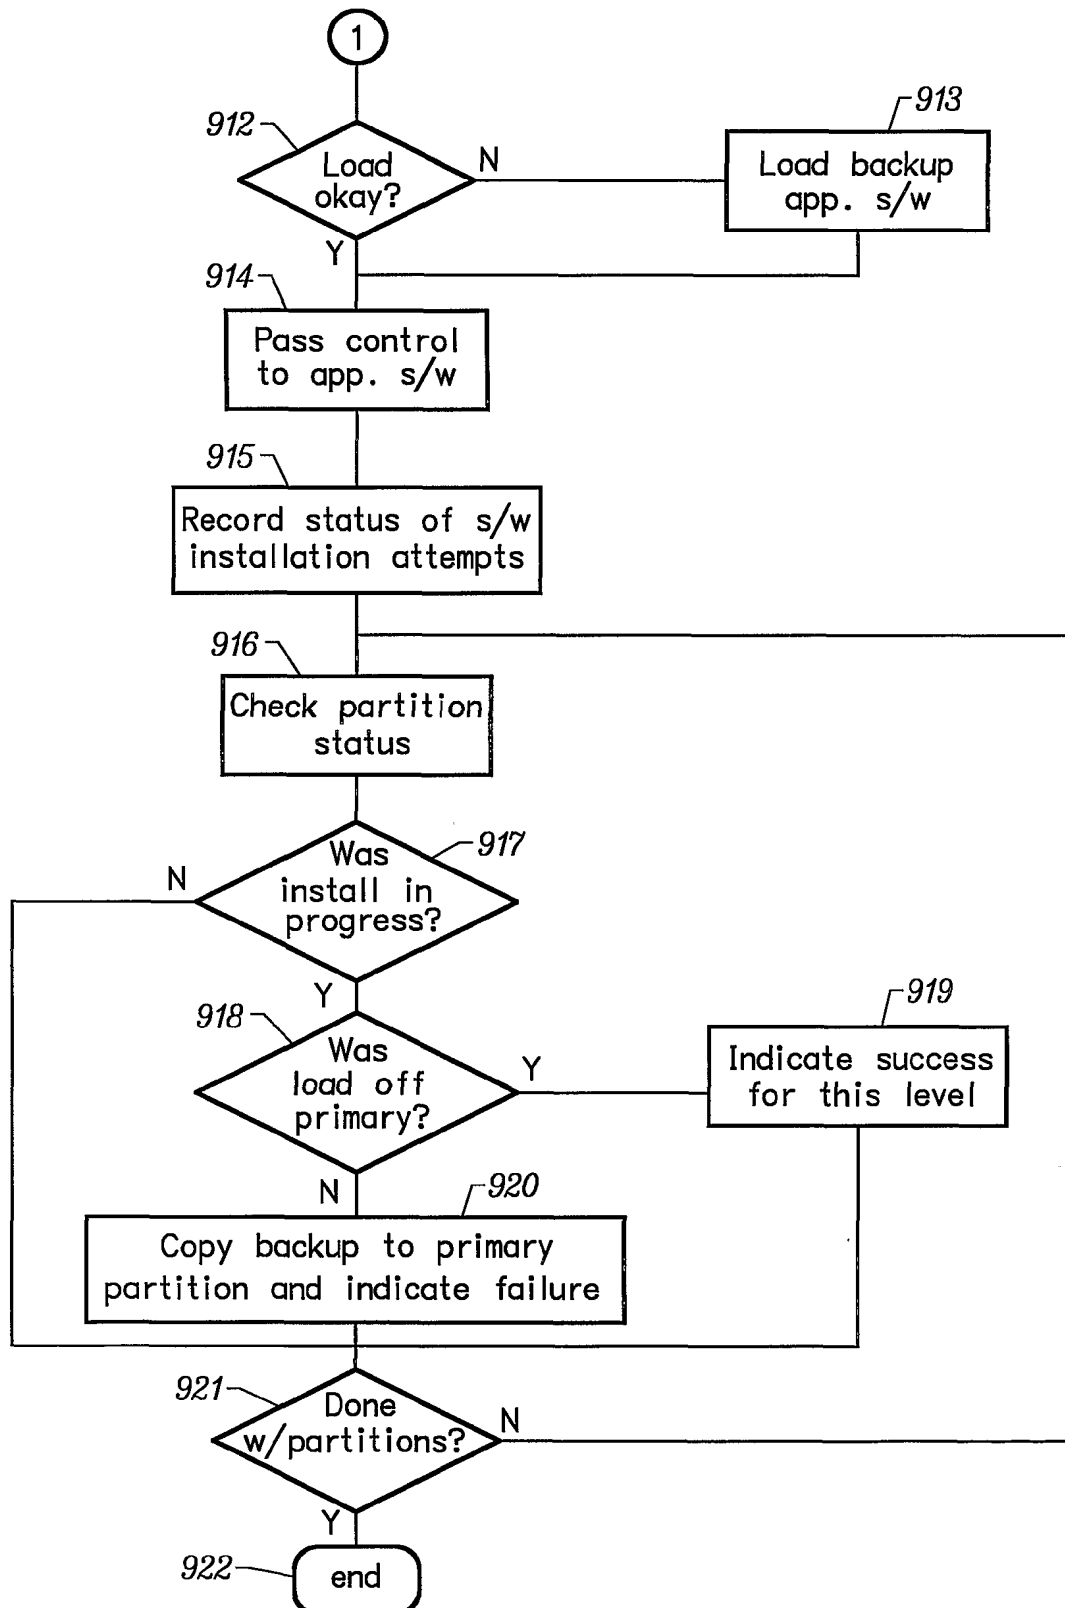 1
912
Load
okay?
N
913
Load backup
app. s/w
Y
914
Pass control
to app. s/w
915
Record status of s/w
installation attempts
916
Check partition
status
917
Was
install in
progress?
N
Y
918
Was
load off
primary?
Y
919
Indicate success
for this level
N
920
Copy backup to primary
partition and indicate failure
921
Done
w/partitions?
N
Y
922
end